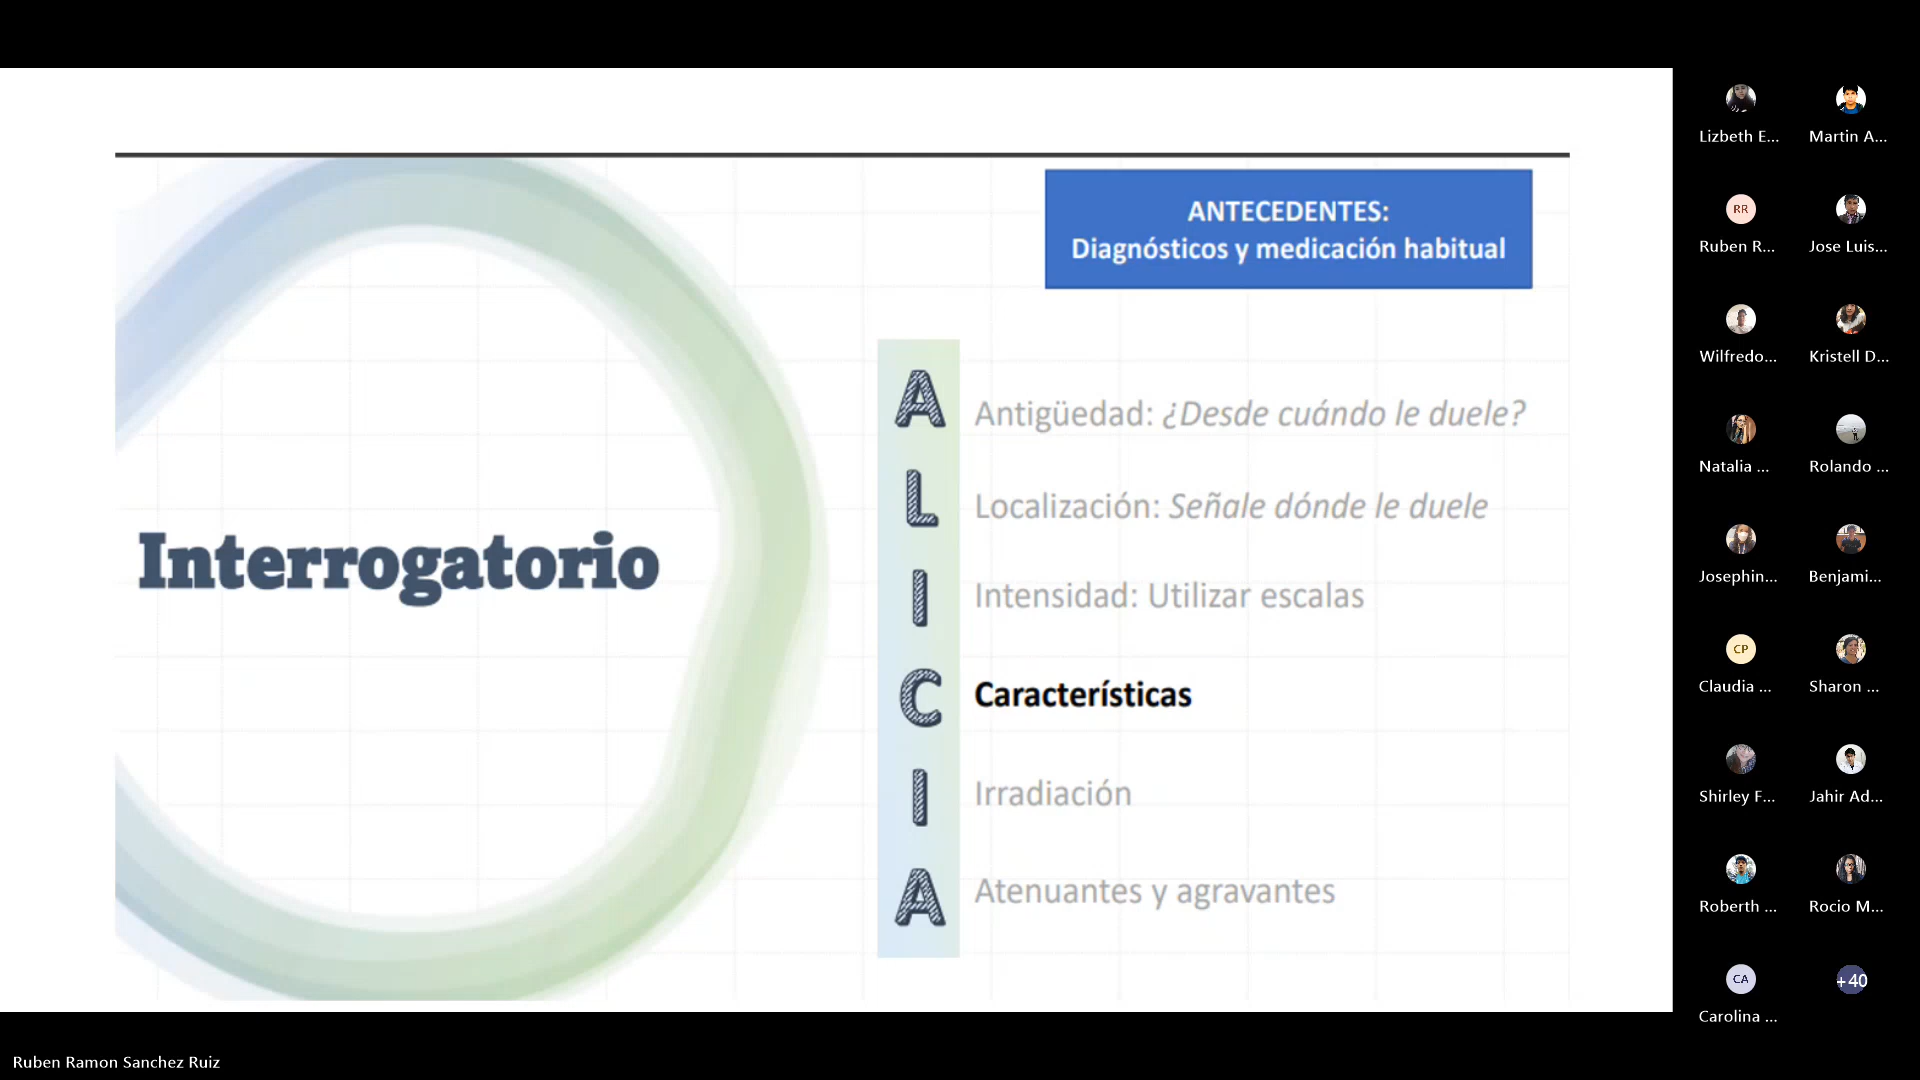 ANTECEDENTES:
Diagnósticos y medicación habitual
Interrogatorio
A Antigüedad: ¿Desde cuándo le duele?
L Localización: Señale dónde le duele
I Intensidad: Utilizar escalas
C Características
I Irradiación
A Atenuantes y agravantes
Lizbeth E...
Martin A...
RR
Ruben R...
Jose Luis...
Wilfredo...
Kristell D...
Natalia ...
Rolando ...
Josephin...
Benjami...
CP
Claudia ...
Sharon ...
Shirley F...
Jahir Ad...
Roberth ...
Rocio M...
CA
Carolina ...
+40
Ruben Ramon Sanchez Ruiz